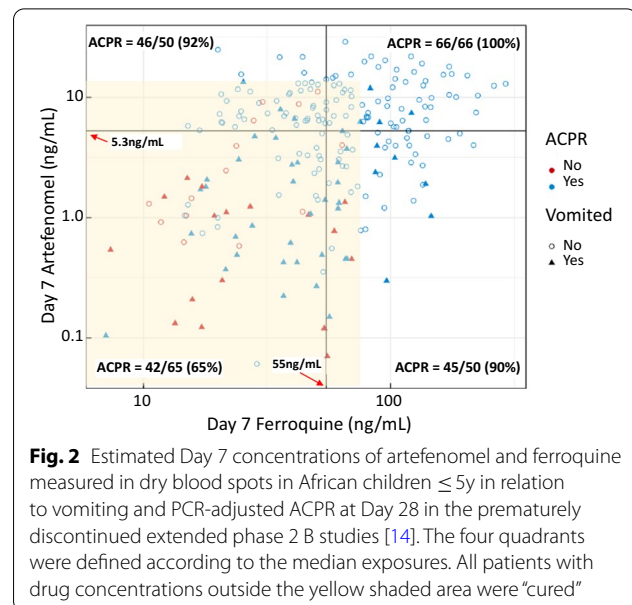 ACPR = 46/50 (92%) ACPR = 66/66 (100%)
10
5.3ng/mL
1.0
0.1
Day 7 Artefenomel (ng/mL)
ACPR
No
Yes
Vomited
No
Yes
ACPR = 42/65 (65%) 55ng/mL ACPR = 45/50 (90%)
10 100
Day 7 Ferroquine (ng/mL)
Fig. 2 Estimated Day 7 concentrations of artefenomel and ferroquine
measured in dry blood spots in African children ≤ 5y in relation
to vomiting and PCR-adjusted ACPR at Day 28 in the prematurely
discontinued extended phase 2 B studies [14]. The four quadrants
were defined according to the median exposures. All patients with
drug concentrations outside the yellow shaded area were “cured”